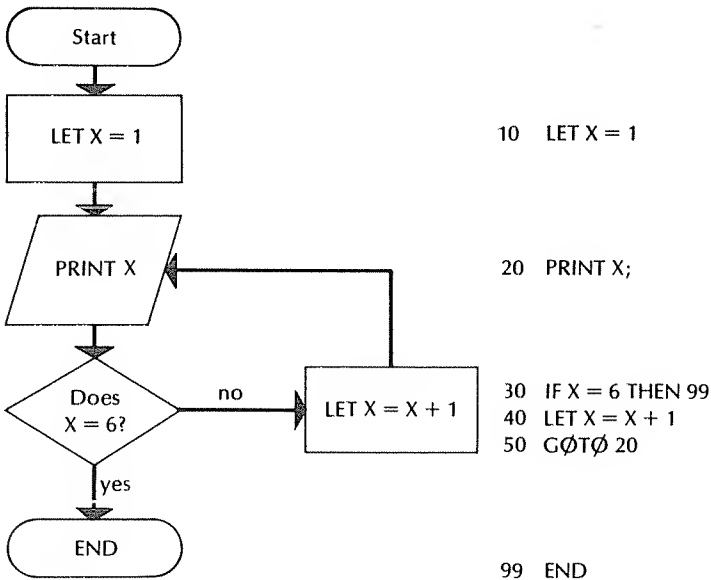 Start
LET X = 1
10 LET X = 1
PRINT X
20 PRINT X;
Does
X = 6?
no
LET X = X + 1
30 IF X = 6 THEN 99
40 LET X = X + 1
50 GØTØ 20
yes
END
99 END